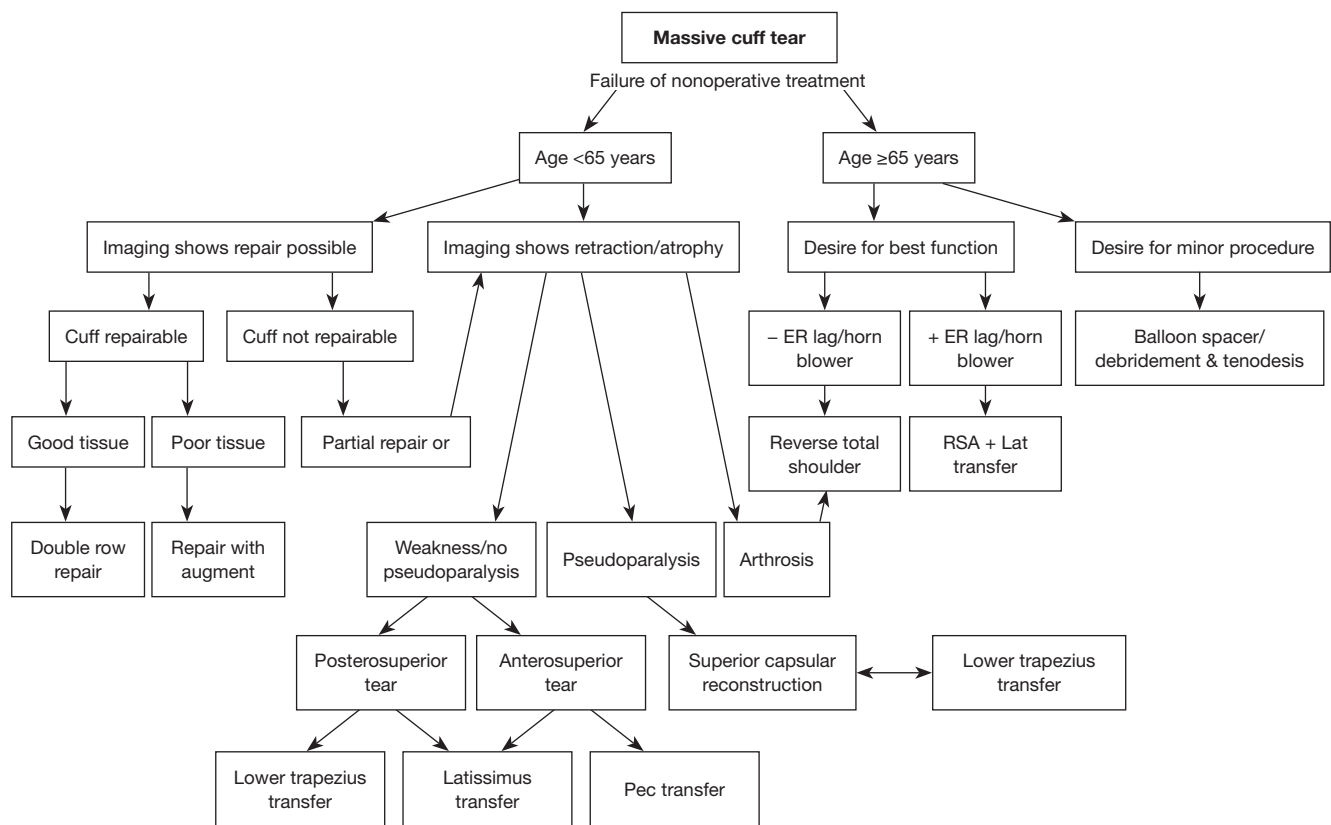 Massive cuff tear
Failure of nonoperative treatment
Age <65 years
Age ≥65 years
Imaging shows repair possible
Imaging shows retraction/atrophy
Desire for best function
Desire for minor procedure
Cuff repairable
Cuff not repairable
– ER lag/horn
blower
+ ER lag/horn
blower
Balloon spacer/
debridement & tenodesis
Good tissue
Poor tissue
Partial repair or
Reverse total
shoulder
RSA + Lat
transfer
Double row
repair
Repair with
augment
Weakness/no
pseudoparalysis
Pseudoparalysis
Arthrosis
Posterosuperior
tear
Anterosuperior
tear
Superior capsular
reconstruction
Lower trapezius
transfer
Lower trapezius
transfer
Latissimus
transfer
Pec transfer